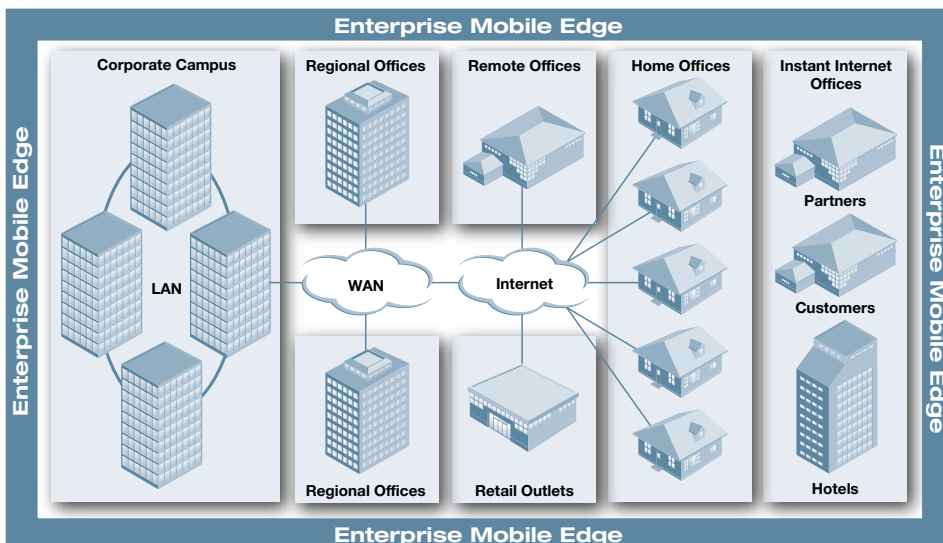 Enterprise Mobile Edge
Enterprise Mobile Edge
Corporate Campus
Regional Offices
Remote Offices
Home Offices
Instant Internet
Offices
Partners
LAN
WAN
Internet
Customers
Regional Offices
Retail Outlets
Hotels
Enterprise Mobile Edge
Enterprise Mobile Edge